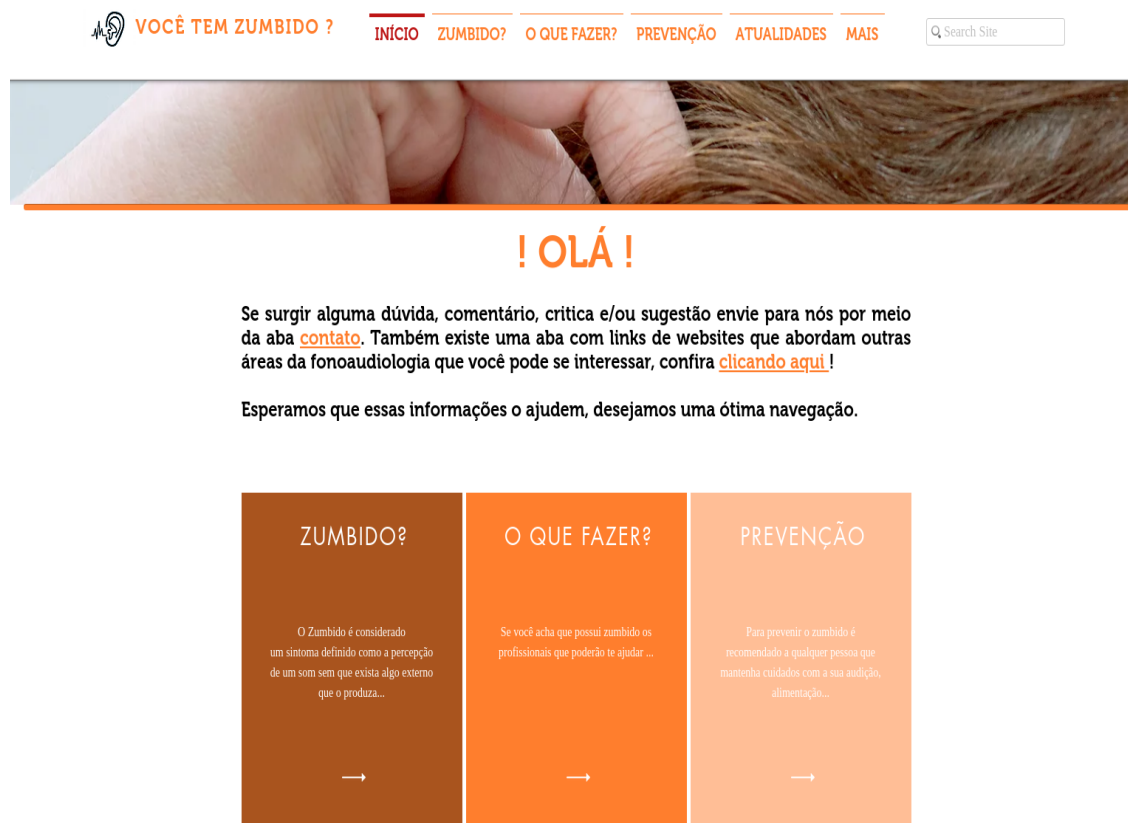 VOCÊ TEM ZUMBIDO ?
INÍCIO ZUMBIDO? O QUE FAZER? PREVENÇÃO ATUALIDADES MAIS
Search Site
! OLÁ !
Se surgir alguma dúvida, comentário, critica e/ou sugestão envie para nós por meio
da aba contato. Também existe uma aba com links de websites que abordam outras
áreas da fonoaudiologia que você pode se interessar, confira clicando aqui !
Esperamos que essas informações o ajudem, desejamos uma ótima navegação.
ZUMBIDO?
O Zumbido é considerado
um sintoma definido como a percepção
de um som sem que exista algo externo
que o produza...
O QUE FAZER?
Se você acha que possui zumbido os
profissionais que poderão te ajudar ...
PREVENÇÃO
Para prevenir o zumbido é
recomendado a qualquer pessoa que
mantenha cuidados com a sua audição,
alimentação...